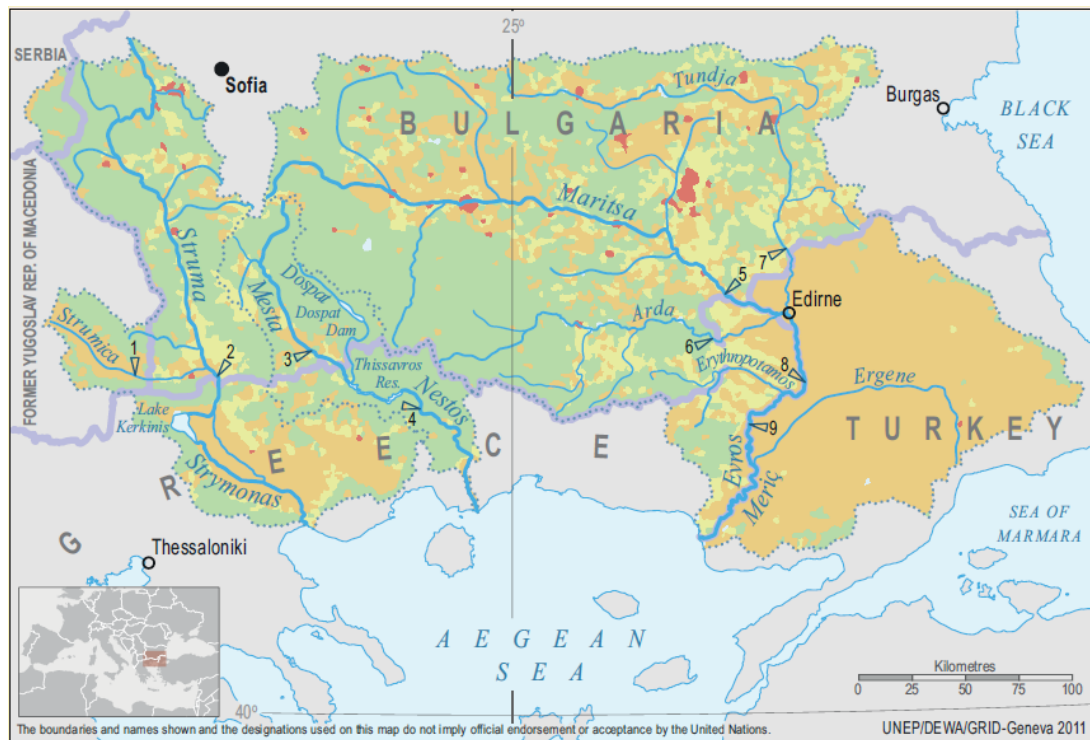 25º
SERBIA
Sofia
Tundja
Burgas
BLACK
SEA
BULGARIA
FORMER YUGOSLAV REP. OF MACEDONIA
Maritsa
Struma
7
5
Dospat
Dospat
Dam
Mesta
Edirne
Arda
Strumica
1
2
3
6
Erythropotamos
8
Thissavros
Res.
Nestos
Ergene
Lake
Kerkinis
4
9
TURKEY
GREECE
Evros
Meriç
Strymonas
SEA OF
MARMARA
Thessaloniki
AEGEAN
SEA
Kilometres
0 25 50 75 100
40º
The boundaries and names shown and the designations used on this map do not imply official endorsement or acceptance by the United Nations.
UNEP/DEWA/GRID-Geneva 2011